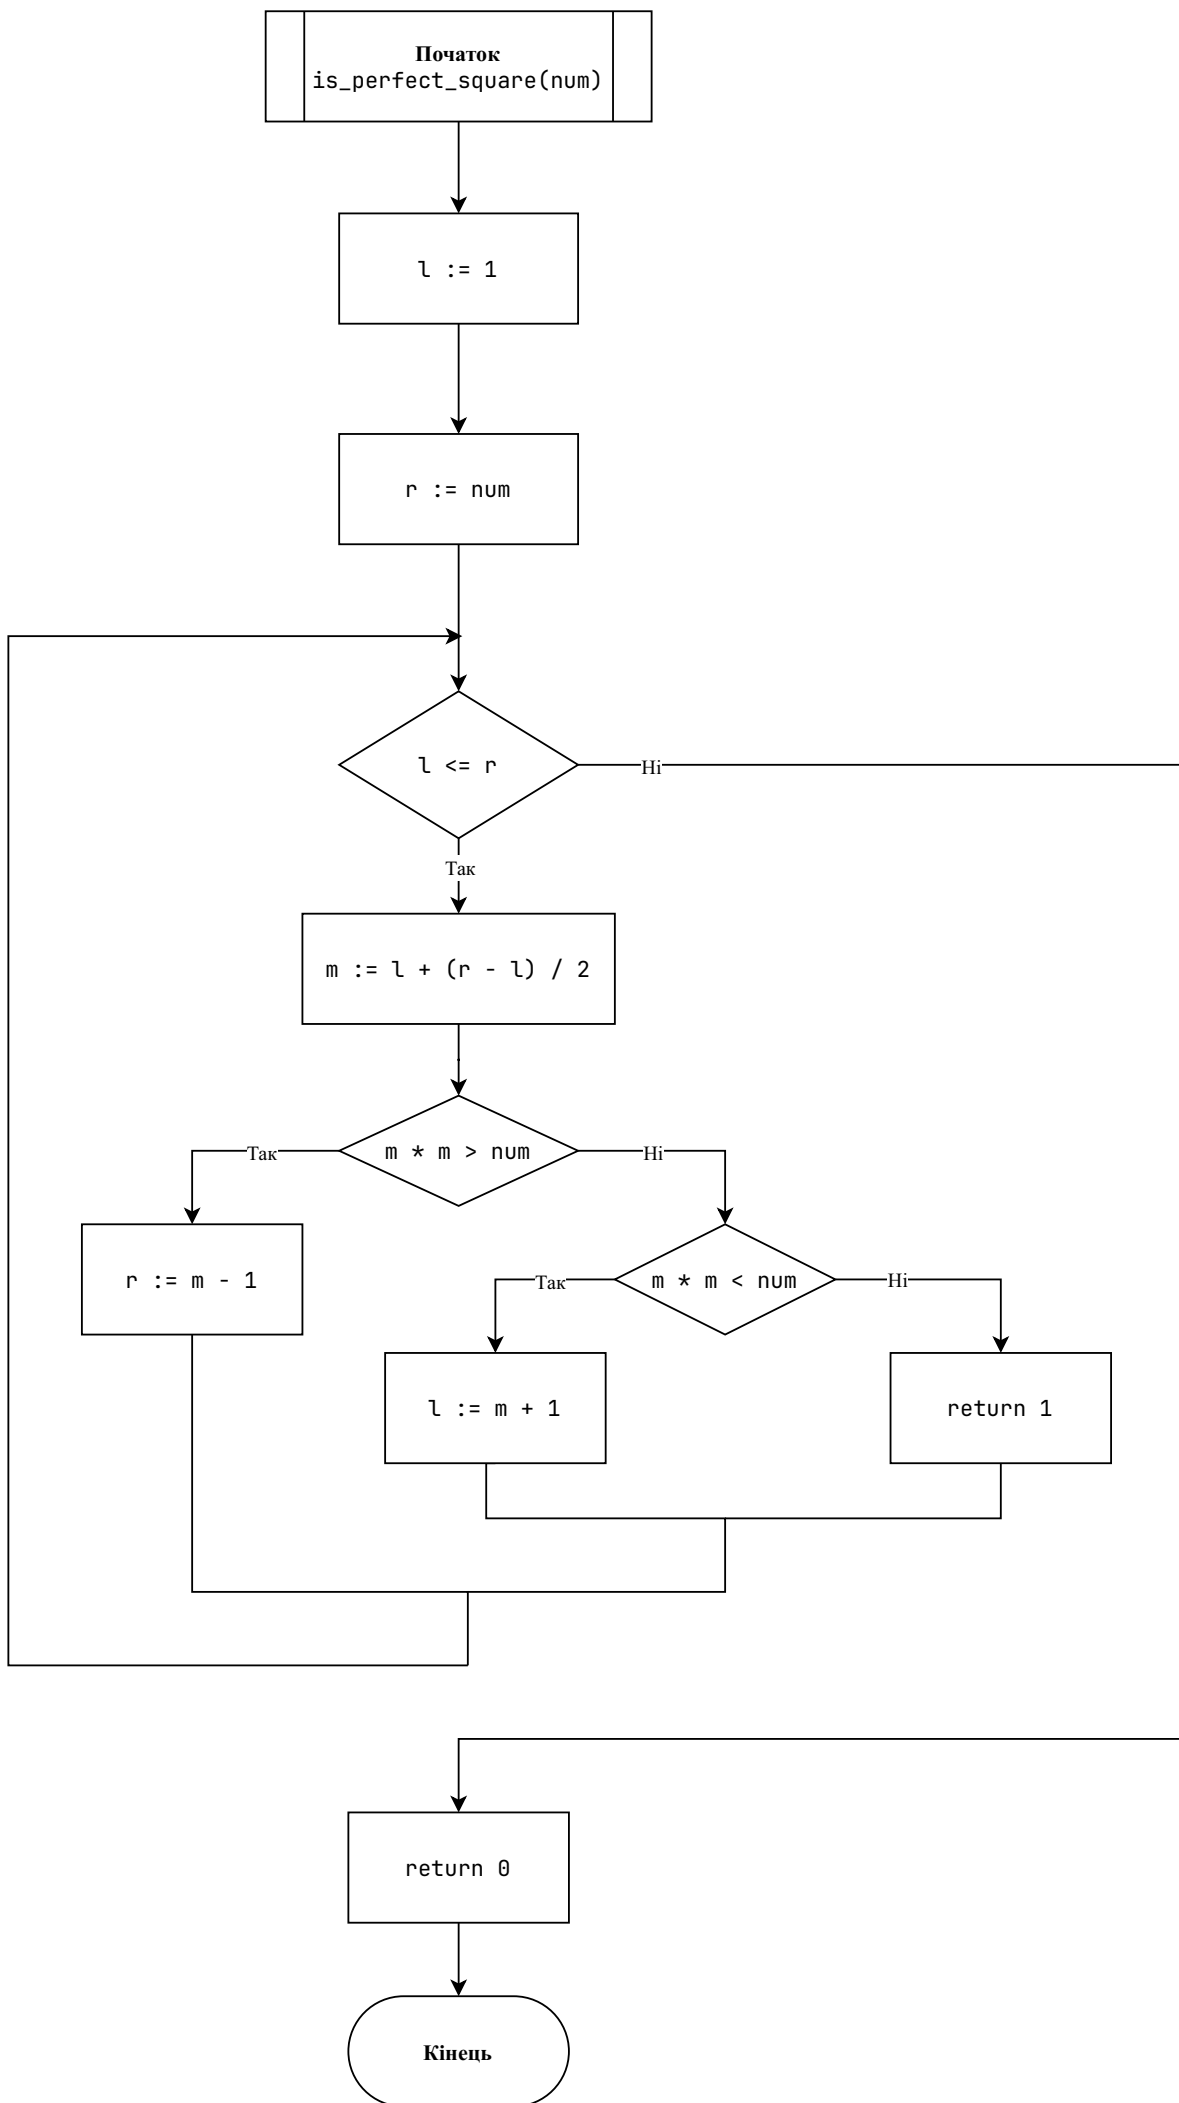 Початок
is_perfect_square(num)
l := 1
r := num
l <= r
Ні
Так
m := l + (r - l) / 2
m * m > num
Так
Ні
r := m - 1
m * m < num
Так
Ні
l := m + 1
return 1
return 0
Кінець